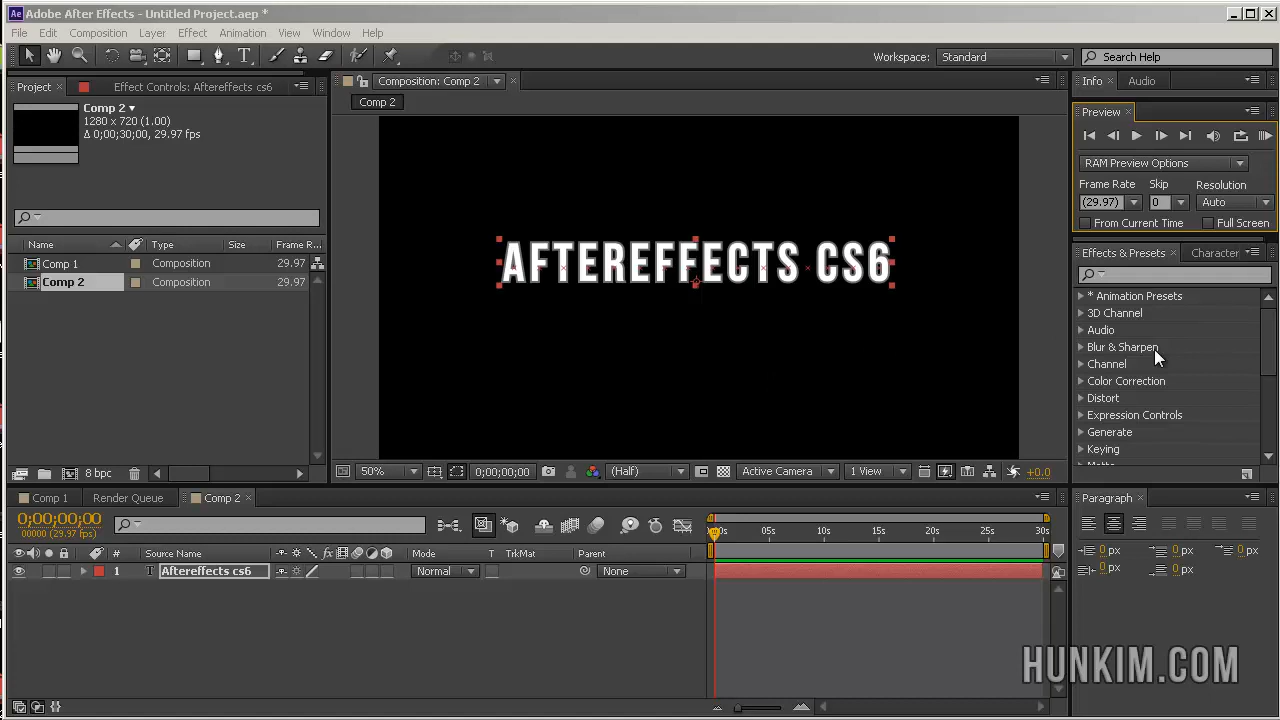 Adobe After Effects - Untitled Project.aep *
File Edit Composition Layer Effect Animation View Window Help
Workspace: Standard Search Help
Project × Effect Controls: Aftereffects cs6
Composition: Comp 2 ×
Info × Audio
Comp 2
Comp 2
1280 x 720 (1.00)
Δ 0;00;30;00, 29.97 fps
Preview ×
RAM Preview Options
Frame Rate Skip Resolution
(29.97) 0 Auto
From Current Time Full Screen
Name Type Size Frame R...
Comp 1 Composition 29.97
Comp 2 Composition 29.97
8 bpc
AFTEREFFECTS CS6
50% 0;00;00;00 (Half) Active Camera 1 View +0.0
Effects & Presets × Character
* Animation Presets
3D Channel
Audio
Blur & Sharpen
Channel
Color Correction
Distort
Expression Controls
Generate
Keying
Comp 1 Render Queue Comp 2 ×
0;00;00;00
00000 (29.97 fps)
00s 05s 10s 15s 20s 25s 30s
# Source Name Mode T TrkMat Parent
1 T Aftereffects cs6 Normal None
Paragraph ×
0 px 0 px 0 px
0 px 0 px
HUNKIM.COM